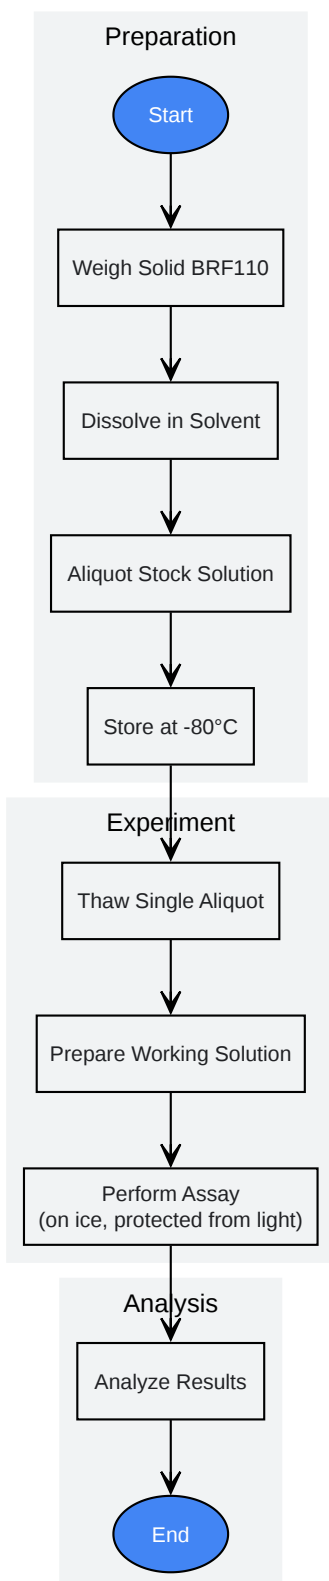 Preparation
Start
Weigh Solid BRF110
Dissolve in Solvent
Aliquot Stock Solution
Store at -80°C
Experiment
Thaw Single Aliquot
Prepare Working Solution
Perform Assay
(on ice, protected from light)
Analysis
Analyze Results
End